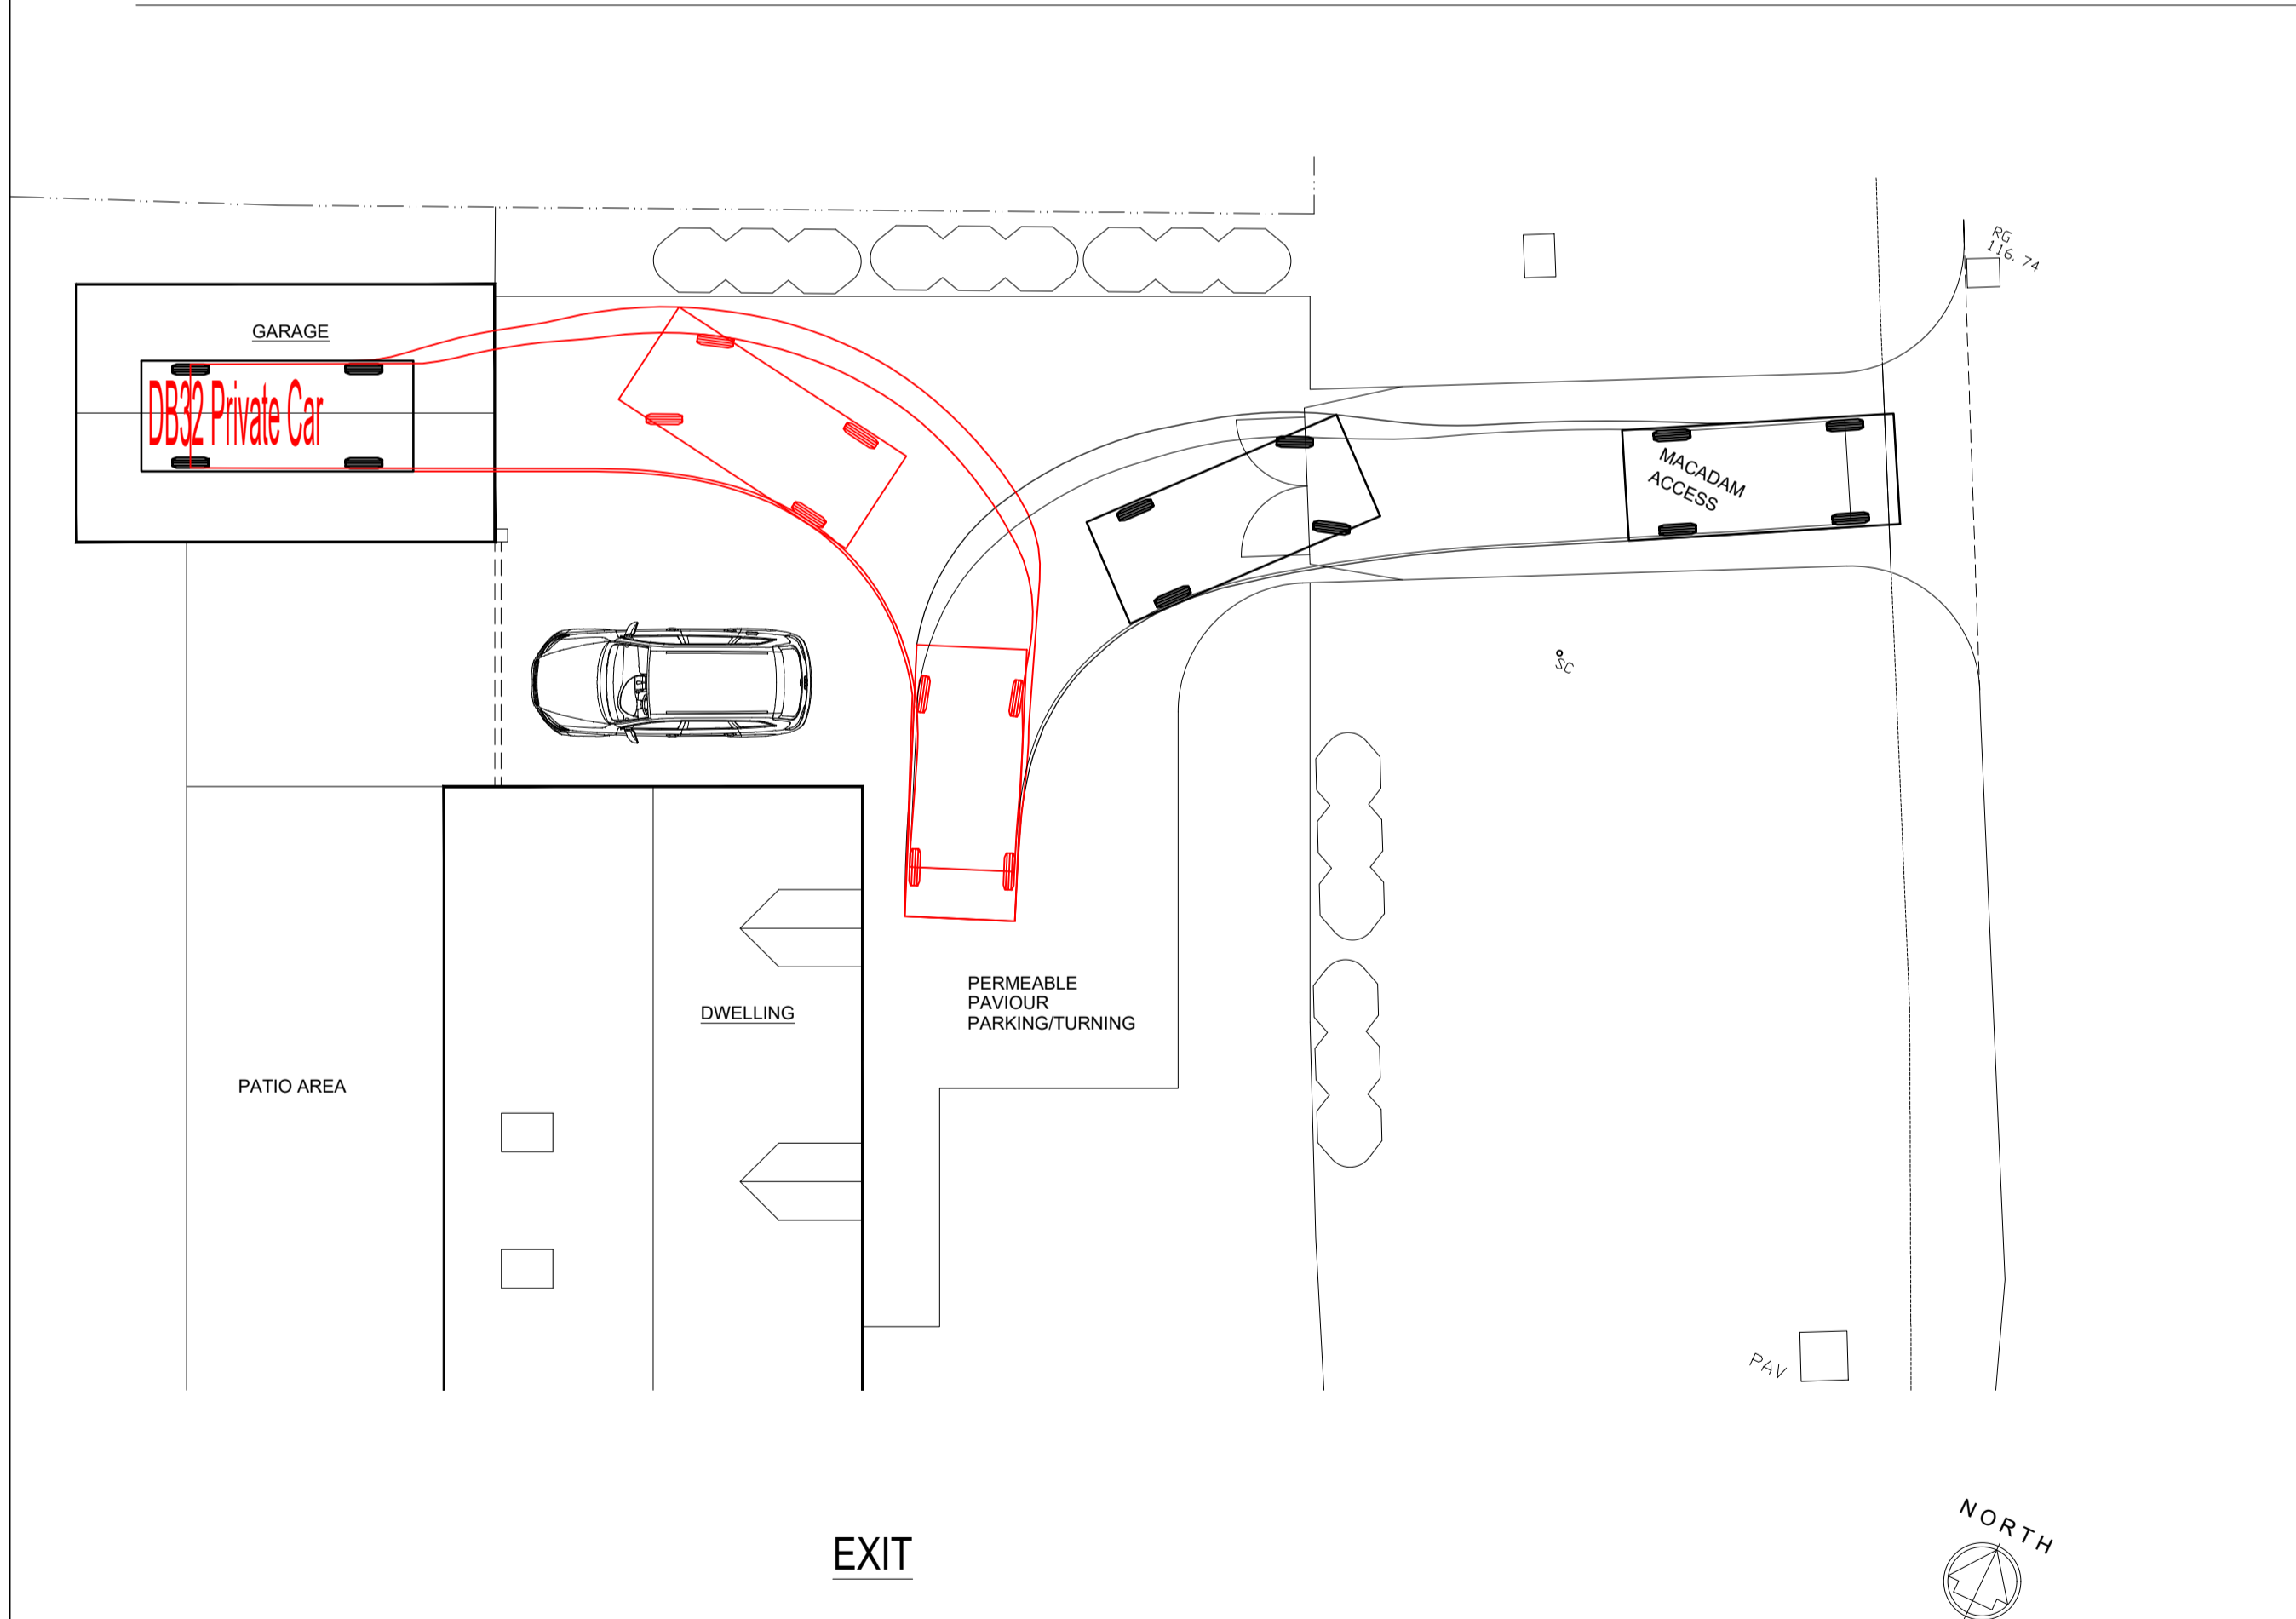 RG
116. 74
GARAGE
DB32 Private Car
MACADAM
ACCESS
SC
PERMEABLE
PAVIOUR
PARKING/TURNING
DWELLING
PATIO AREA
PAV
NORTH
EXIT